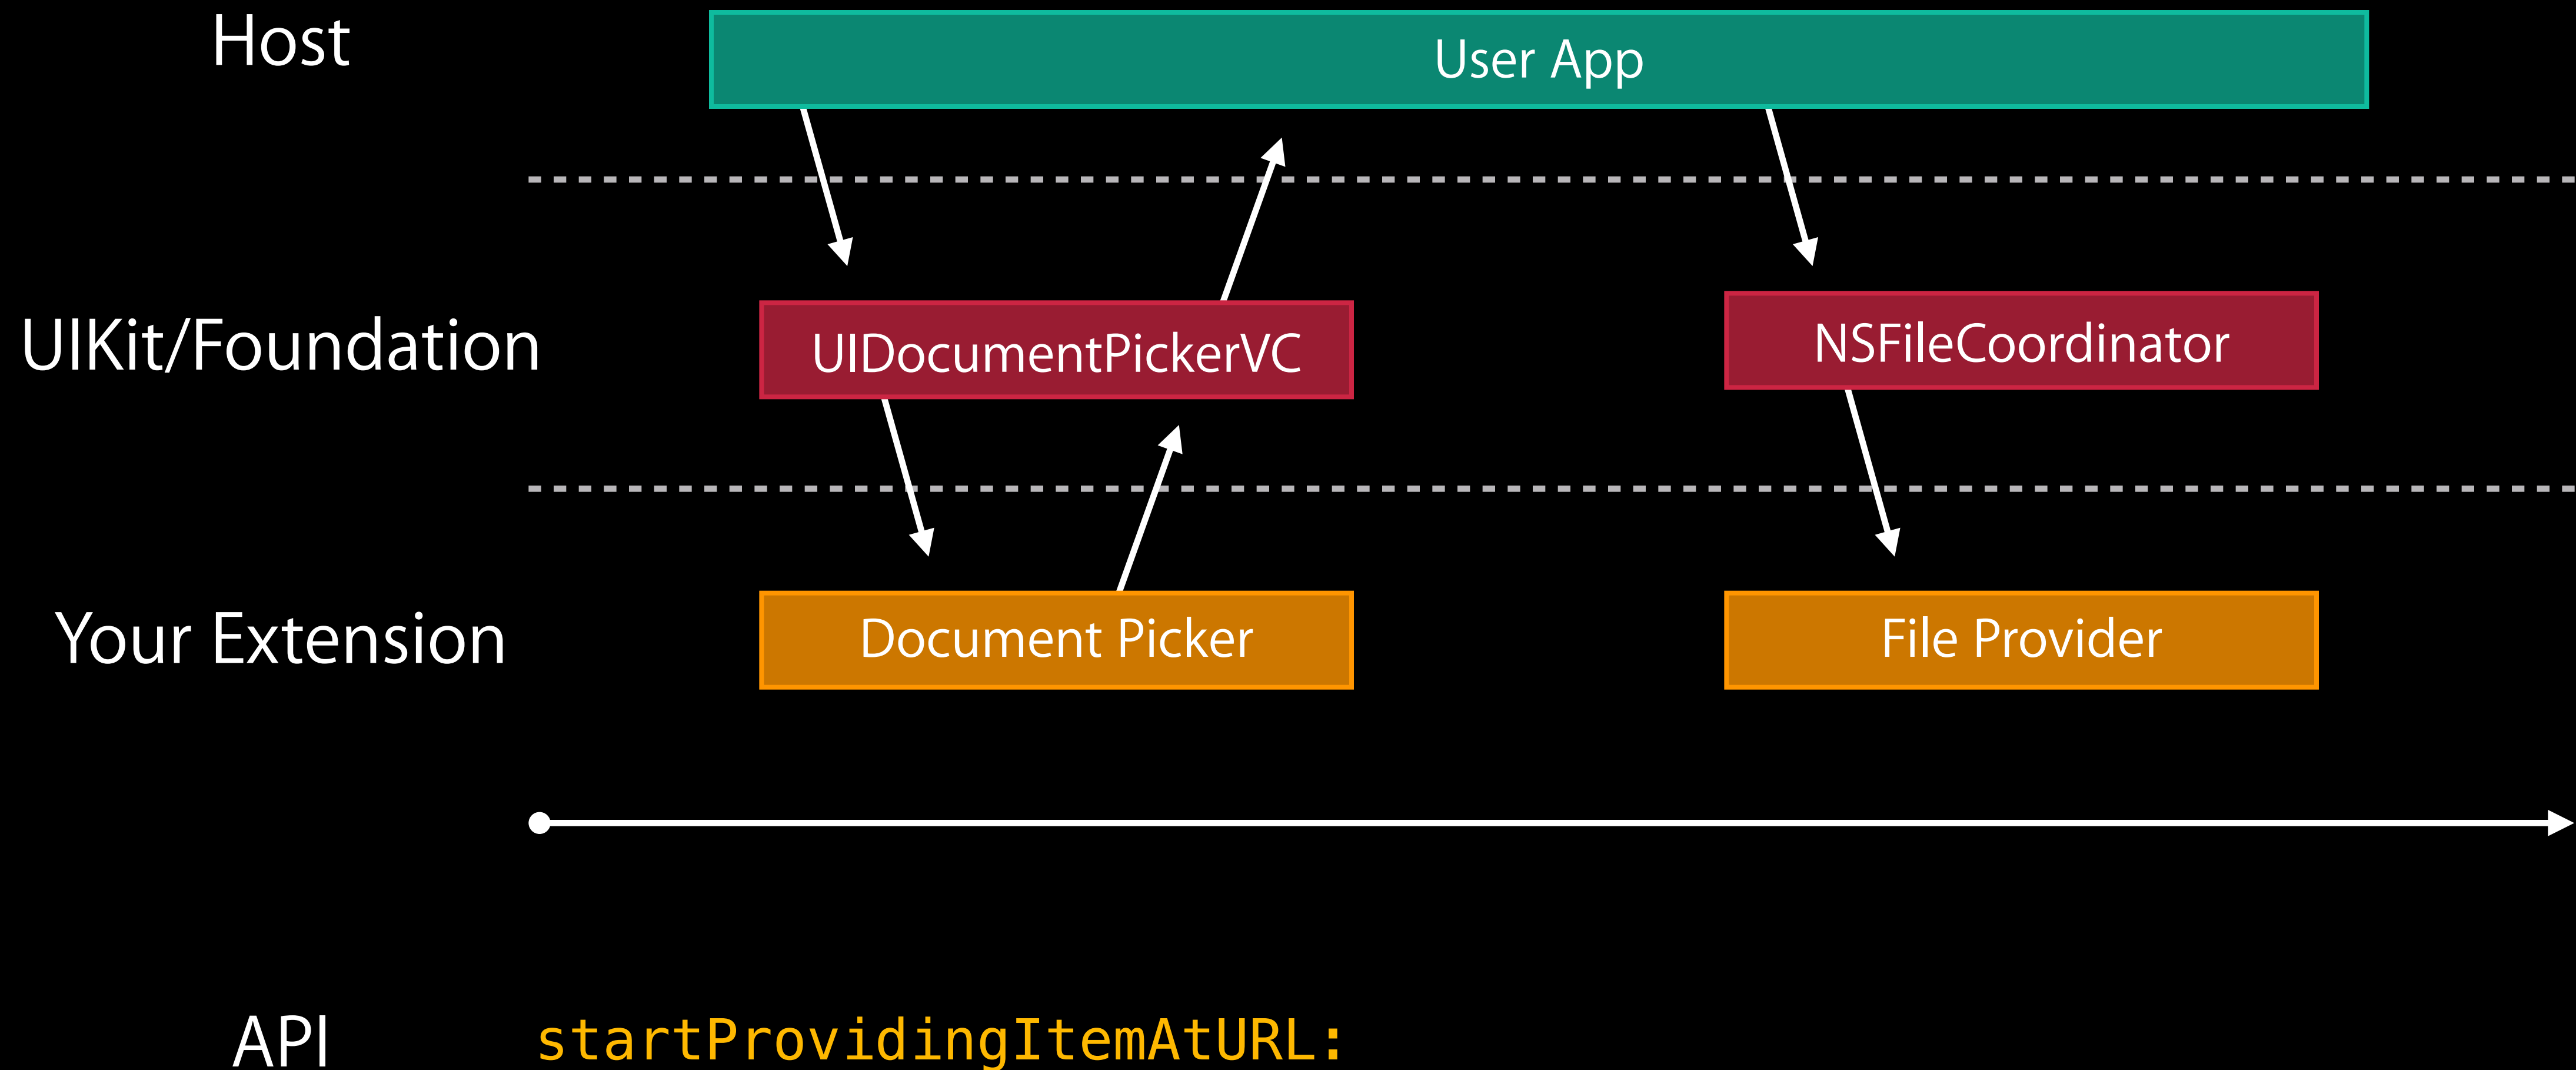 Host
User App
UIKit/Foundation
UIDocumentPickerVC
NSFileCoordinator
Your Extension
Document Picker
File Provider
API
startProvidingItemAtURL: